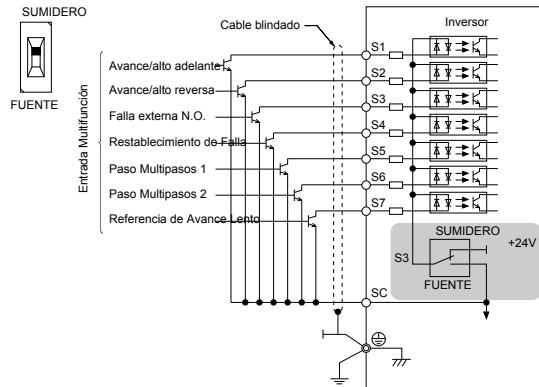 SUMIDERO
FUENTE
Cable blindado
Inversor
Entrada Multifunción
Avance/alto adelante
Avance/alto reversa
Falla externa N.O.
Restablecimiento de Falla
Paso Multipasos 1
Paso Multipasos 2
Referencia de Avance Lento
S1
S2
S3
S4
S5
S6
S7
SUMIDERO
+24V
S3
FUENTE
SC